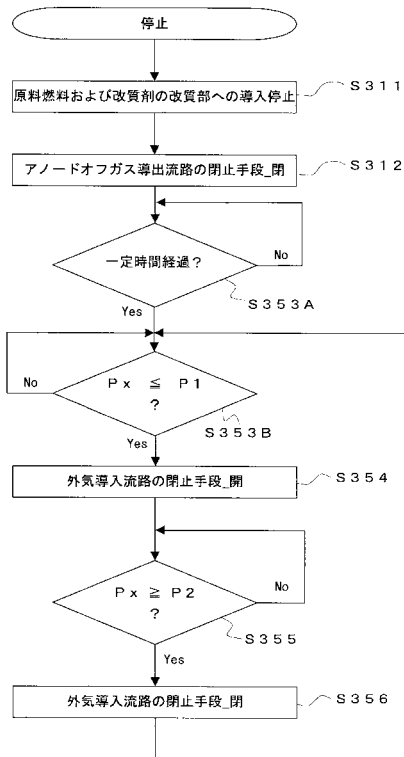 停止
原料燃料および改質剤の改質部への導入停止
S311
アノードオフガス導出流路の閉止手段_閉
S312
一定時間経過？
No
S353A
Yes
Px ≦ P1
?
No
S353B
Yes
外気導入流路の閉止手段_開
S354
Px ≧ P2
?
No
S355
Yes
外気導入流路の閉止手段_閉
S356